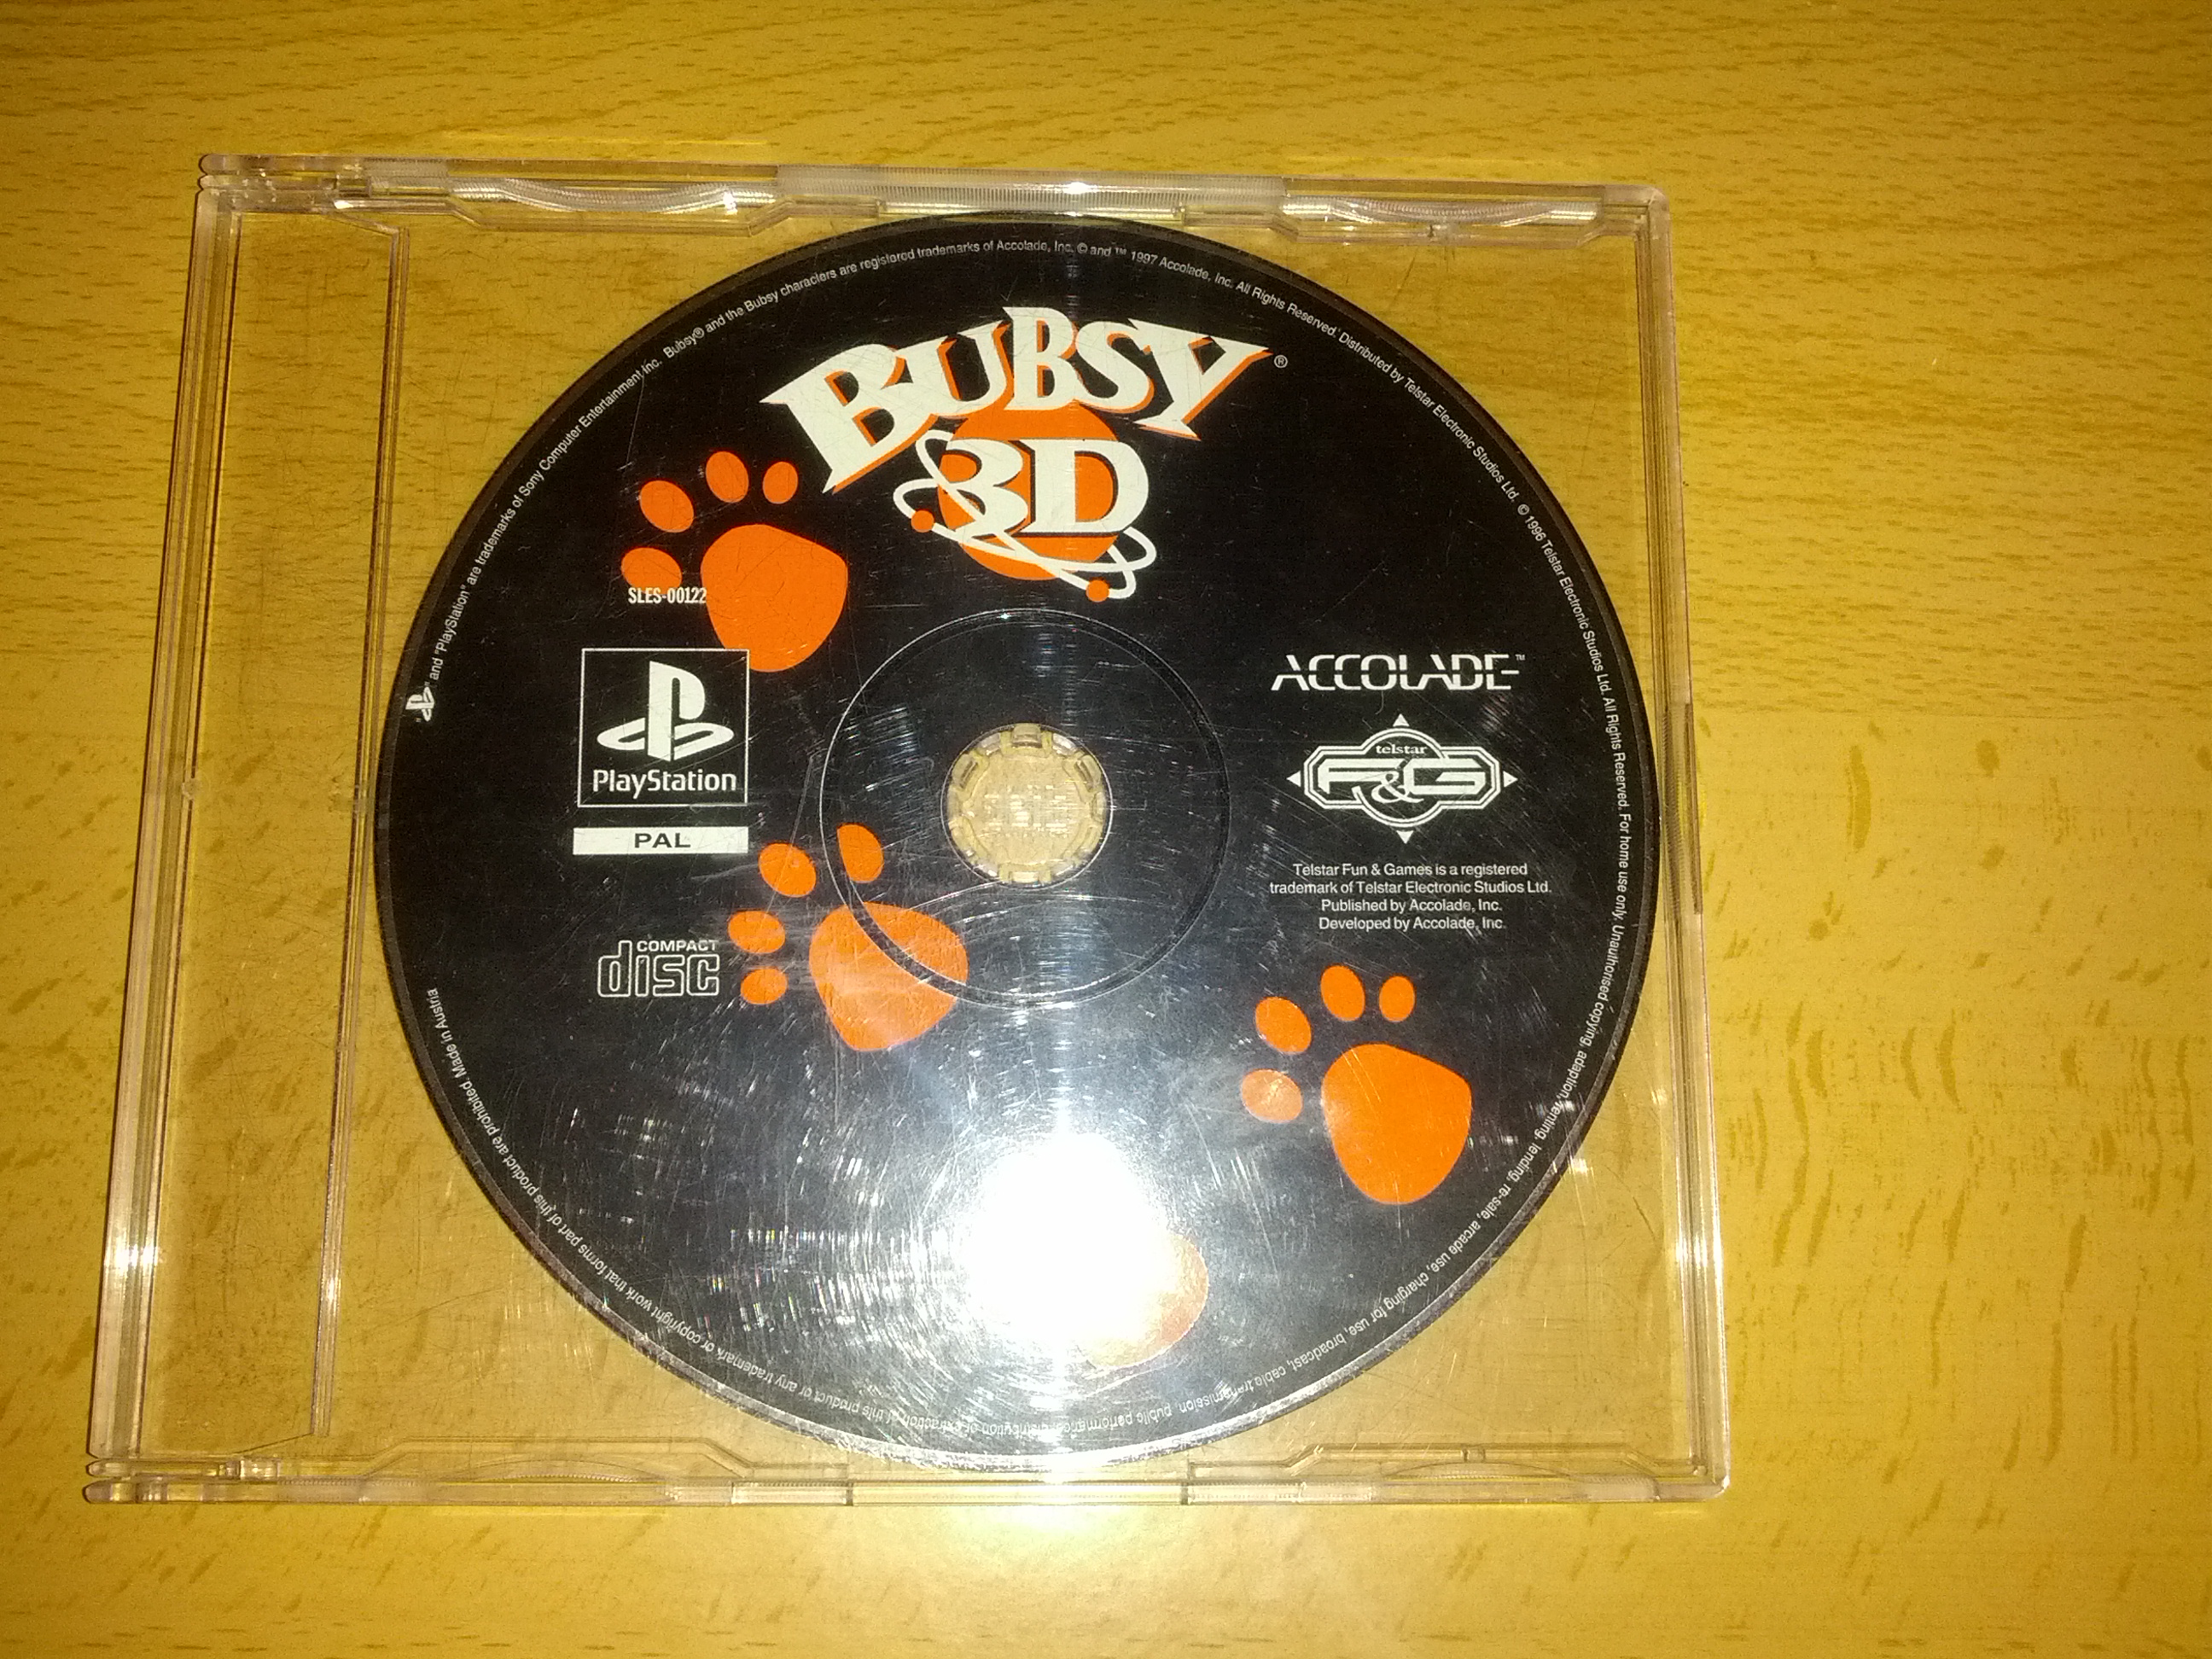 BUBSY®
3D
SLES-00122
PlayStation
PAL
COMPACT
disc
ACCOLADE™
telstar
F&G
Telstar Fun & Games is a registered
trademark of Telstar Electronic Studios Ltd.
Published by Accolade, Inc.
Developed by Accolade, Inc.
" and "PlayStation" are trademarks of Sony Computer Entertainment Inc. Bubsy® and the Bubsy characters are registered trademarks of Accolade, Inc. © and ™ 1997 Accolade, Inc. All Rights Reserved. Distributed by Telstar Electronic Studios Ltd. © 1996 Telstar Electronic Studios Ltd. All Rights Reserved. For home use only. Unauthorised copying, adaption, renting, lending, re-sale, arcade use, charging for use, broadcast, cable transmission, public performance, distribution or extraction of this product or any trademark or copyright work that forms part of this product are prohibited. Made in Austria